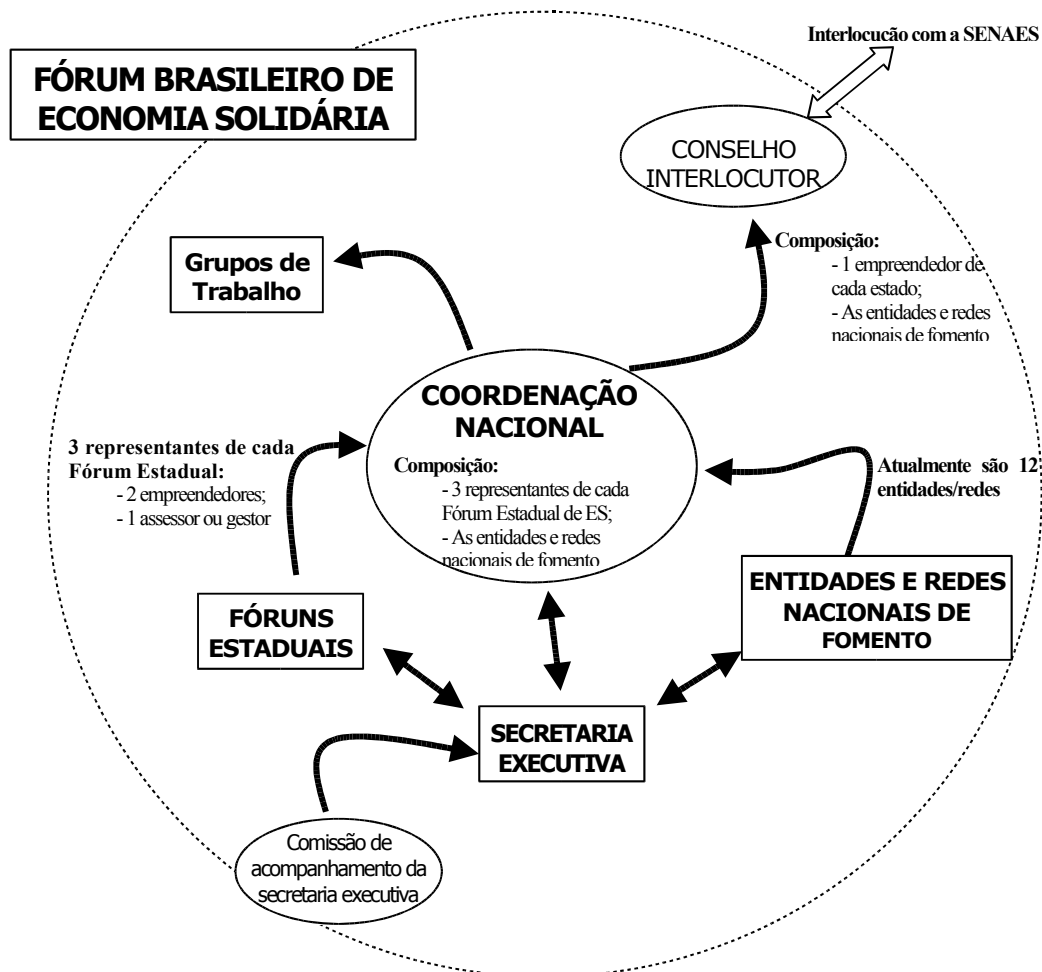 Interlocução com a SENAES
FÓRUM BRASILEIRO DE
ECONOMIA SOLIDÁRIA
CONSELHO
INTERLOCUTOR
Composição:
- 1 empreendedor de
cada estado;
- As entidades e redes
nacionais de fomento
Grupos de
Trabalho
COORDENAÇÃO
NACIONAL
Composição:
- 3 representantes de cada
Fórum Estadual de ES;
- As entidades e redes
nacionais de fomento
3 representantes de cada
Fórum Estadual:
- 2 empreendedores;
- 1 assessor ou gestor
Atualmente são 12
entidades/redes
FÓRUNS
ESTADUAIS
ENTIDADES E REDES
NACIONAIS DE
FOMENTO
SECRETARIA
EXECUTIVA
Comissão de
acompanhamento da
secretaria executiva